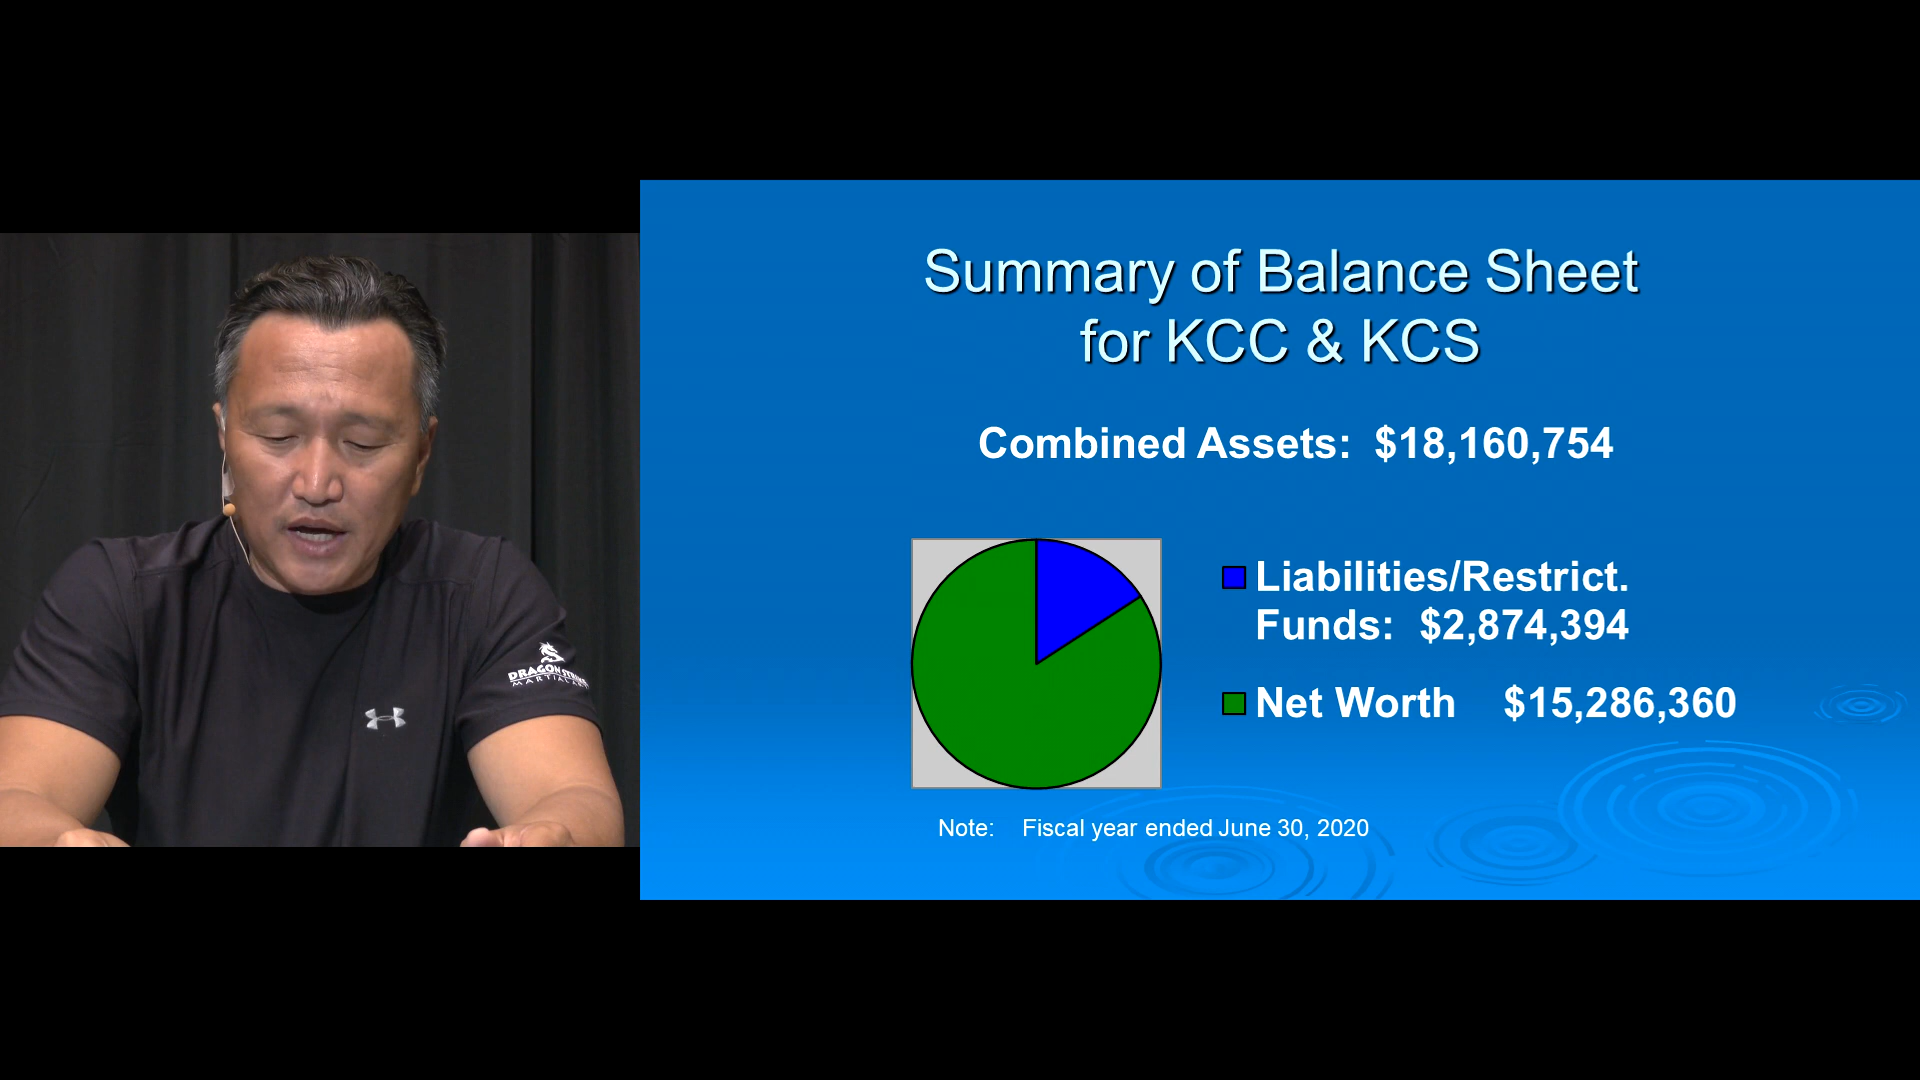 Summary of Balance Sheet
for KCC & KCS
Combined Assets: $18,160,754
Liabilities/Restrict.
Funds: $2,874,394
Net Worth $15,286,360
Note: Fiscal year ended June 30, 2020
DRAGON